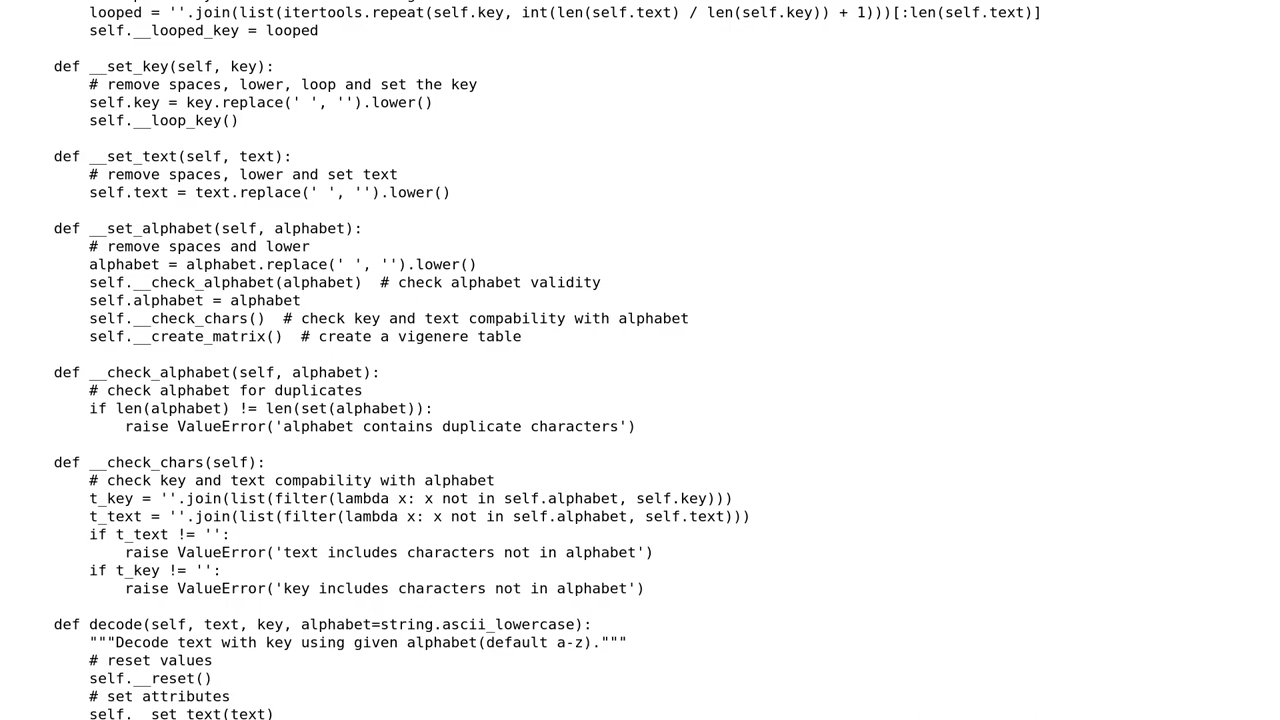 looped = ''.join(list(itertools.repeat(self.key, int(len(self.text) / len(self.key)) + 1)))[:len(self.text)]
        self.__looped_key = looped

    def __set_key(self, key):
        # remove spaces, lower, loop and set the key
        self.key = key.replace(' ', '').lower()
        self.__loop_key()

    def __set_text(self, text):
        # remove spaces, lower and set text
        self.text = text.replace(' ', '').lower()

    def __set_alphabet(self, alphabet):
        # remove spaces and lower
        alphabet = alphabet.replace(' ', '').lower()
        self.__check_alphabet(alphabet)  # check alphabet validity
        self.alphabet = alphabet
        self.__check_chars()  # check key and text compability with alphabet
        self.__create_matrix()  # create a vigenere table

    def __check_alphabet(self, alphabet):
        # check alphabet for duplicates
        if len(alphabet) != len(set(alphabet)):
            raise ValueError('alphabet contains duplicate characters')

    def __check_chars(self):
        # check key and text compability with alphabet
        t_key = ''.join(list(filter(lambda x: x not in self.alphabet, self.key)))
        t_text = ''.join(list(filter(lambda x: x not in self.alphabet, self.text)))
        if t_text != '':
            raise ValueError('text includes characters not in alphabet')
        if t_key != '':
            raise ValueError('key includes characters not in alphabet')

    def decode(self, text, key, alphabet=string.ascii_lowercase):
        """Decode text with key using given alphabet(default a-z)."""
        # reset values
        self.__reset()
        # set attributes
        self.__set_text(text)